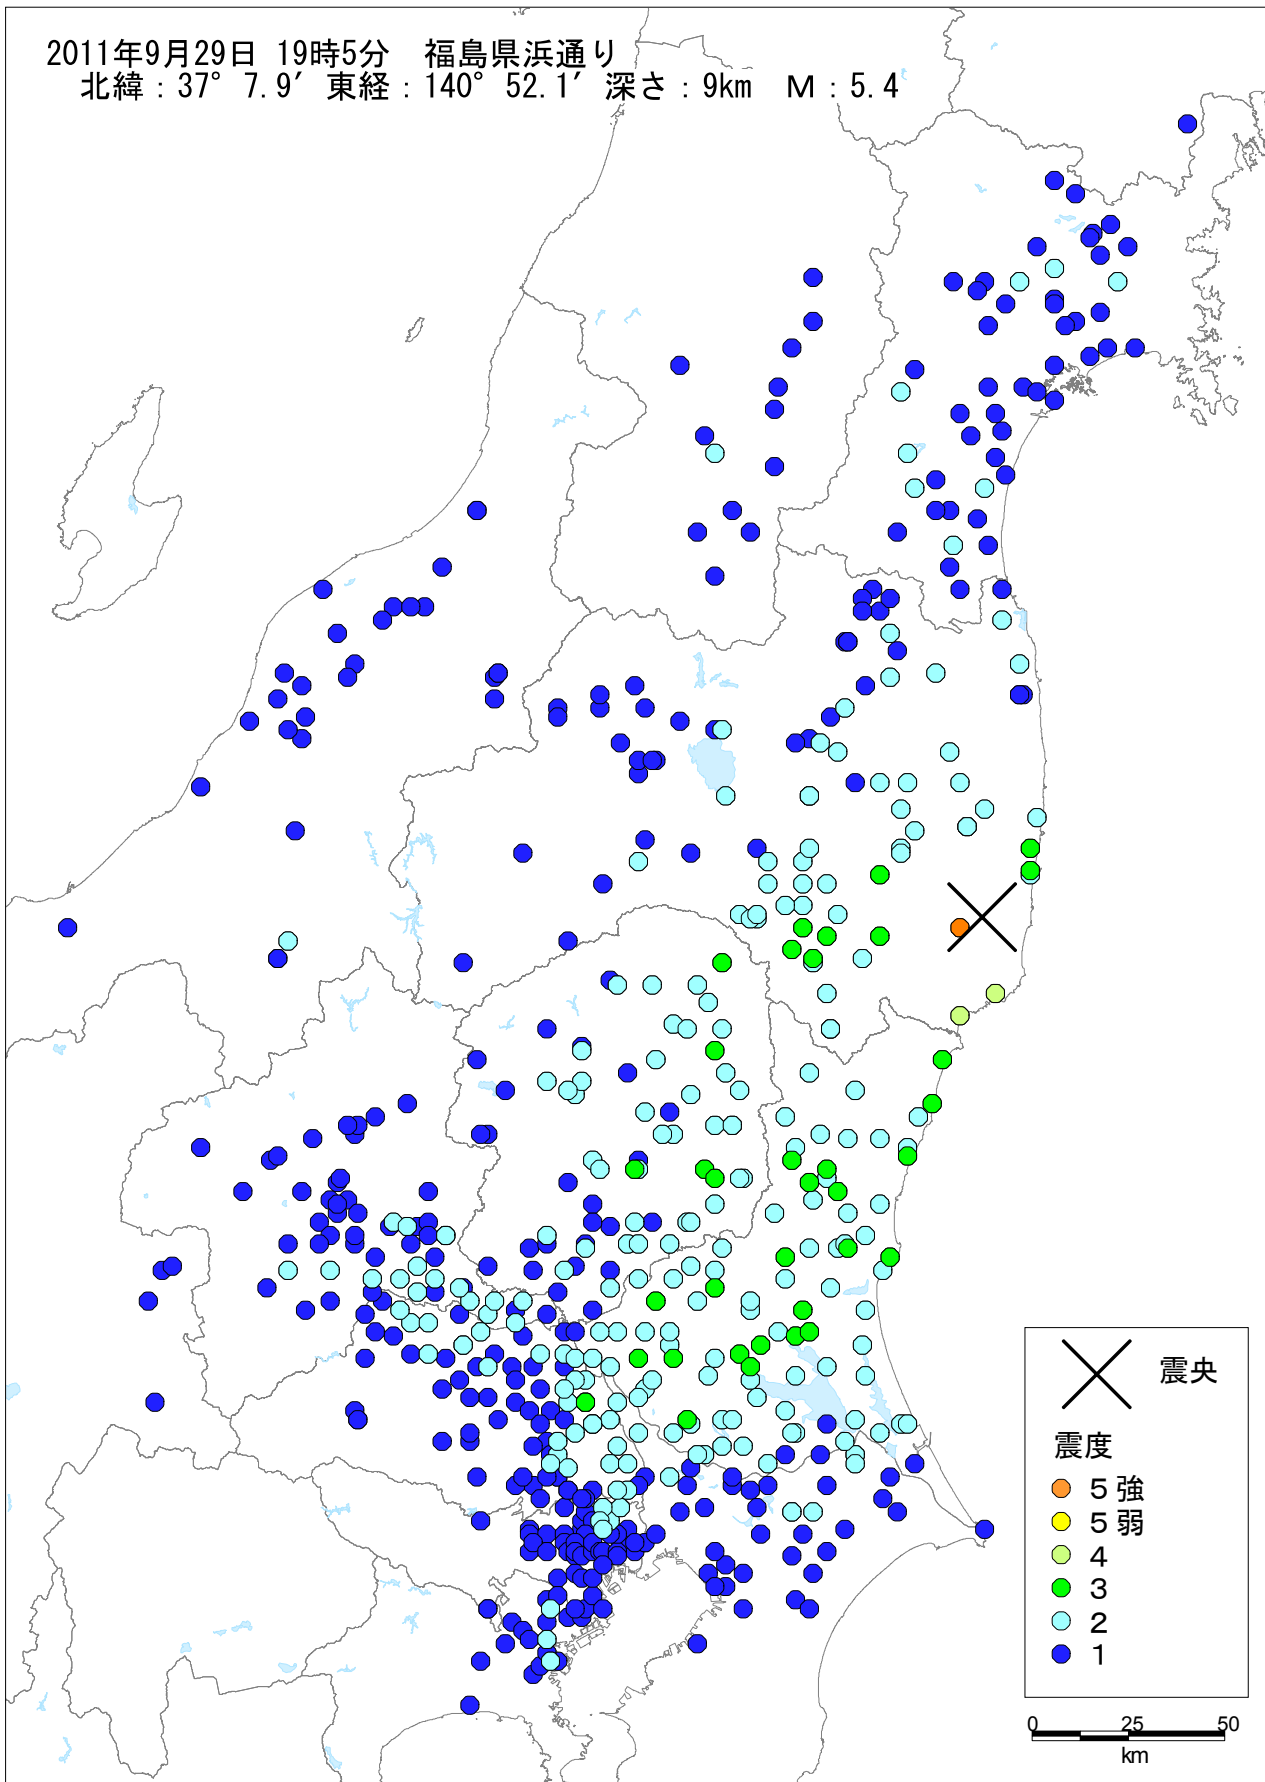 2011年9月29日 19時5分 福島県浜通り
北緯：37° 7.9′ 東経：140° 52.1′ 深さ：9km M：5.4
震央
震度
５強
５弱
４
３
２
１
0 25 50
km